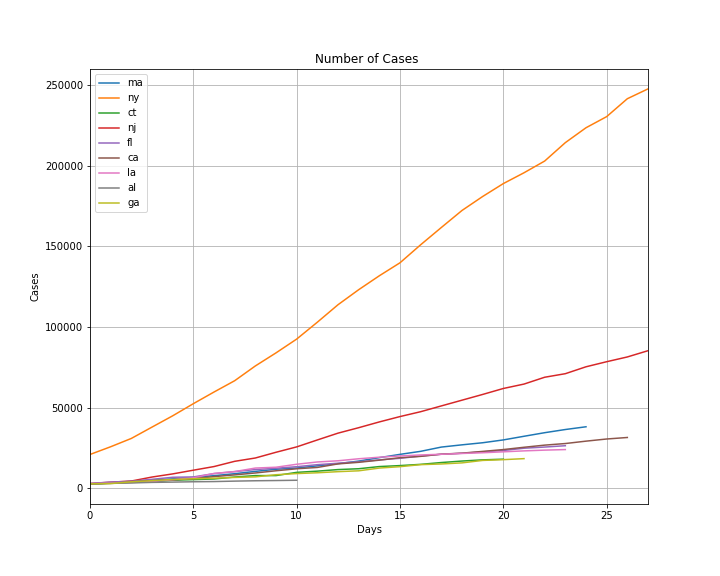 Number of Cases
250000
200000
150000
100000
50000
0
Cases
ma
ny
ct
nj
fl
ca
la
al
ga
0 5 10 15 20 25
Days